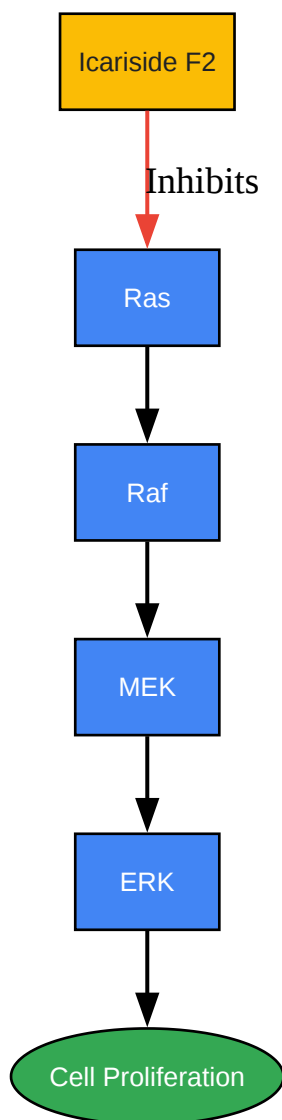 Icariside F2
Inhibits
Ras
Raf
MEK
ERK
Cell Proliferation